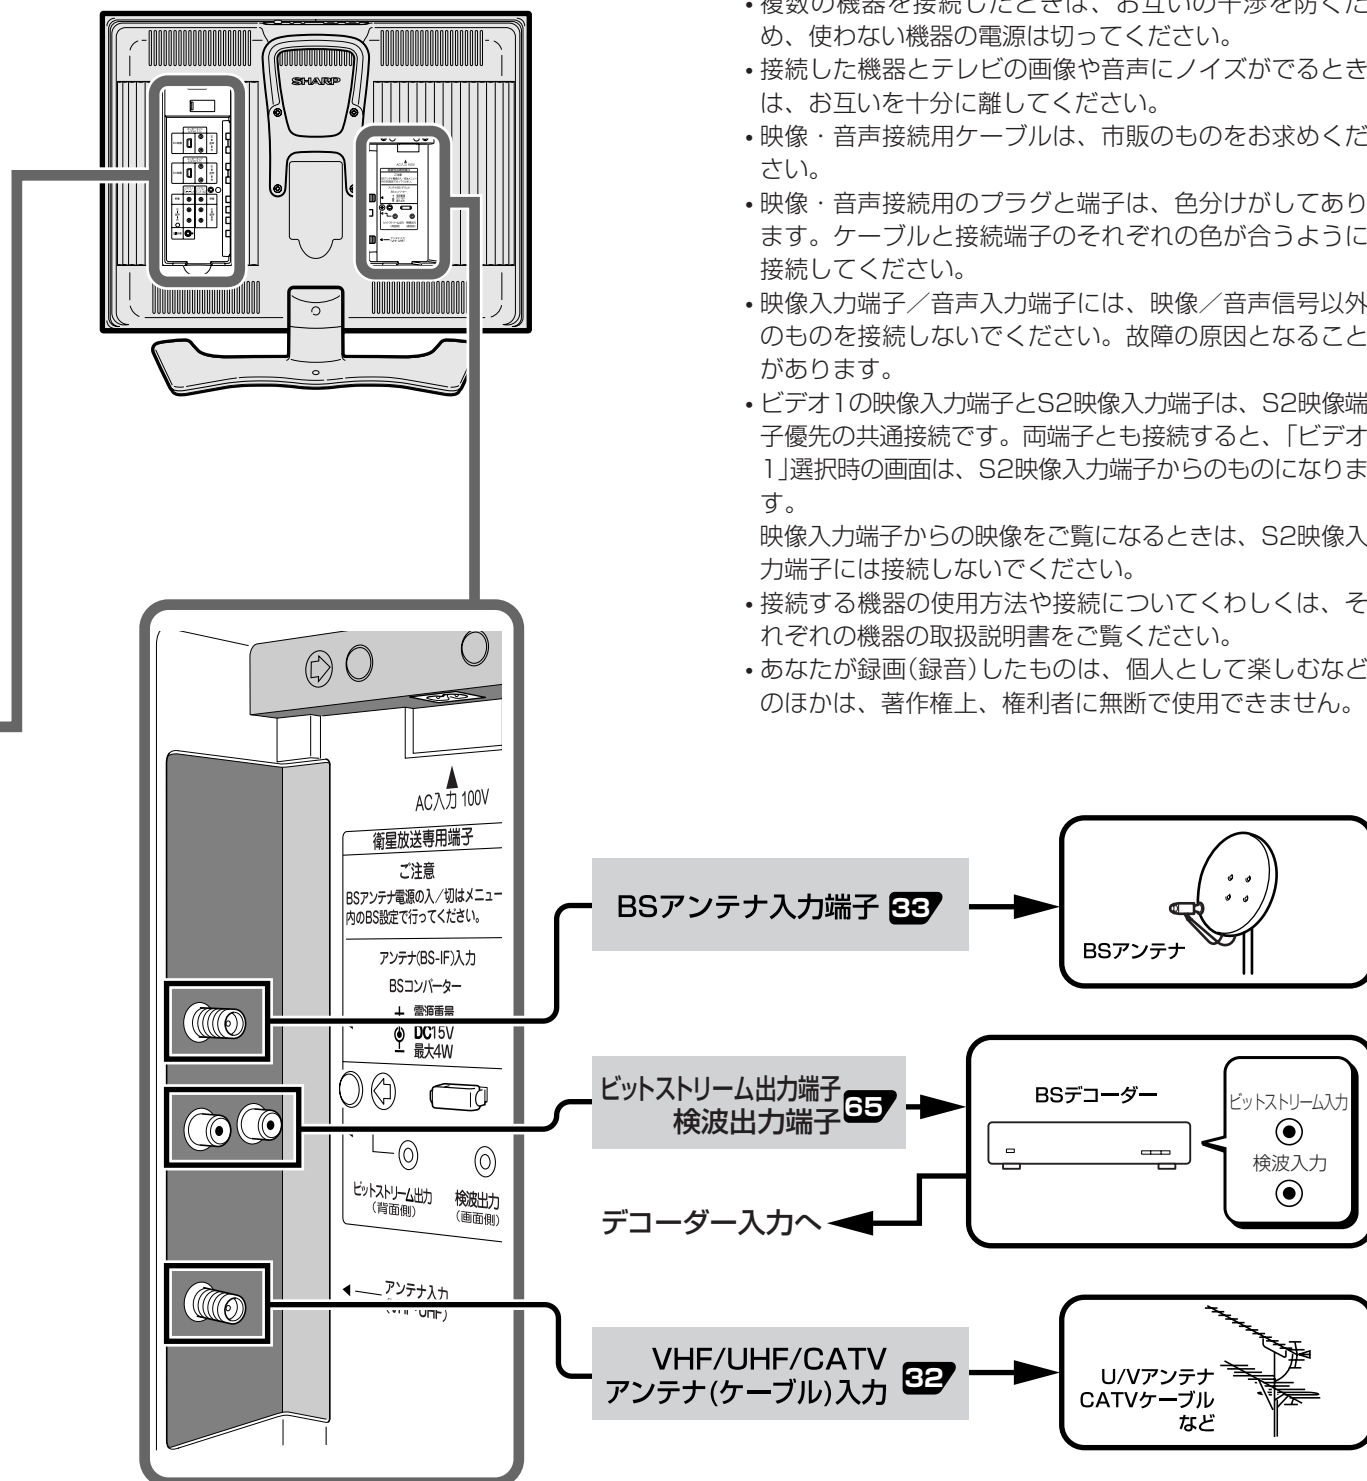 • 複数の機器を接続したときは、お互いの干渉を防ぐた
め、使わない機器の電源は切ってください。
• 接続した機器とテレビの画像や音声にノイズがでるとき
は、お互いを十分に離してください。
• 映像・音声接続用ケーブルは、市販のものをお求めくだ
さい。
• 映像・音声接続用のプラグと端子は、色分けがしてあり
ます。ケーブルと接続端子のそれぞれの色が合うように
接続してください。
• 映像入力端子／音声入力端子には、映像／音声信号以外
のものを接続しないでください。故障の原因となること
があります。
• ビデオ1の映像入力端子とS2映像入力端子は、S2映像端
子優先の共通接続です。両端子とも接続すると、「ビデオ
1」選択時の画面は、S2映像入力端子からのものになりま
す。
映像入力端子からの映像をご覧になるときは、S2映像入
力端子には接続しないでください。
• 接続する機器の使用方法や接続についてくわしくは、そ
れぞれの機器の取扱説明書をご覧ください。
• あなたが録画(録音)したものは、個人として楽しむなど
のほかは、著作権上、権利者に無断で使用できません。
SHARP
AC入力 100V
衛星放送専用端子
ご注意
BSアンテナ電源の入／切はメニュー
内のBS設定で行ってください。
アンテナ(BS-IF)入力
BSコンバーター
+ 電源重畳
DC15V
− 最大4W
ビットストリーム出力
(背面側)
検波出力
(画面側)
アンテナ入力
(VHF・UHF)
BSアンテナ入力端子 33
BSアンテナ
ビットストリーム出力端子
検波出力端子 65
BSデコーダー
ビットストリーム入力
検波入力
デコーダー入力へ
VHF/UHF/CATV
アンテナ(ケーブル)入力 32
U/Vアンテナ
CATVケーブル
など